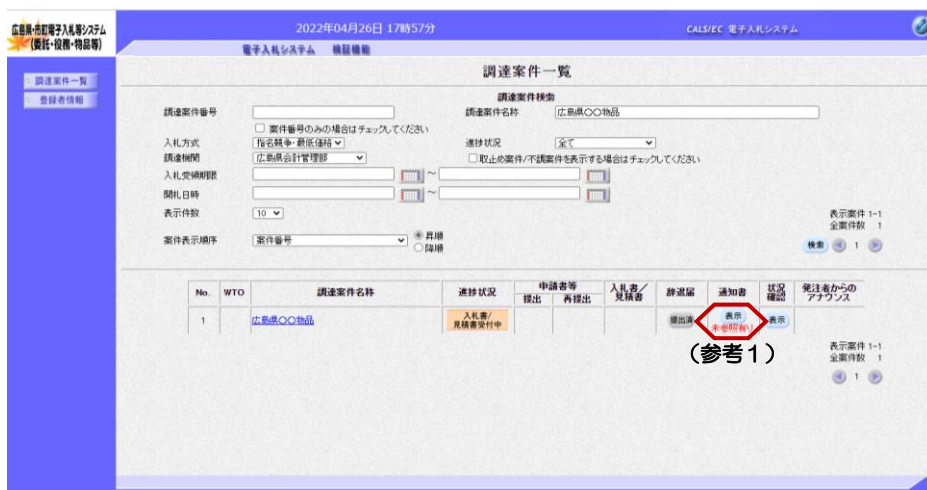 広島県・市町電子入札等システム
(委託・役務・物品等)
2022年04月26日 17時57分
CALS/EC 電子入札システム
電子入札システム 検証機能
調達案件一覧
登録者情報
調達案件一覧
調達案件検索
調達案件番号
調達案件名称 広島県〇〇物品
案件番号のみの場合はチェックしてください
入札方式 指名競争・最低価格
進捗状況 全て
調達機関 広島県会計管理部
取止め案件/不調案件を表示する場合はチェックしてください
入札受領期限 ~
開札日時 ~
表示件数 10
表示案件 1-1
全案件数 1
案件表示順序 案件番号
昇順
降順
検索 1
No. WTO 調達案件名称 進捗状況 申請書等 入札書/見積書 辞退届 通知書 状況確認 発注者からのアナウンス
提出 再提出
1 広島県〇〇物品 入札書/見積書受付中 提出済 表示 未参照有り 表示
(参考1)
表示案件 1-1
全案件数 1
1